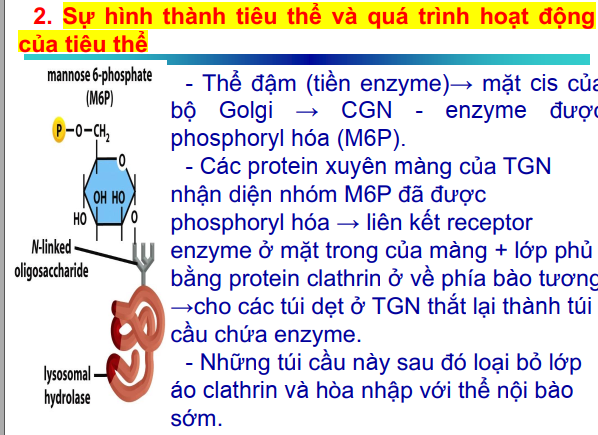 2. Sự hình thành tiêu thể và quá trình hoạt động
của tiêu thể
mannose 6-phosphate
(M6P)
P-O-CH2
O
OH HO
HO
O
N-linked
oligosaccharide
lysosomal
hydrolase
- Thể đậm (tiền enzyme)→ mặt cis của
bộ Golgi → CGN - enzyme được
phosphoryl hóa (M6P).
- Các protein xuyên màng của TGN
nhận diện nhóm M6P đã được
phosphoryl hóa → liên kết receptor
enzyme ở mặt trong của màng + lớp phủ
bằng protein clathrin ở về phía bào tương
→cho các túi dẹt ở TGN thắt lại thành túi
cầu chứa enzyme.
- Những túi cầu này sau đó loại bỏ lớp
áo clathrin và hòa nhập với thể nội bào
sớm.